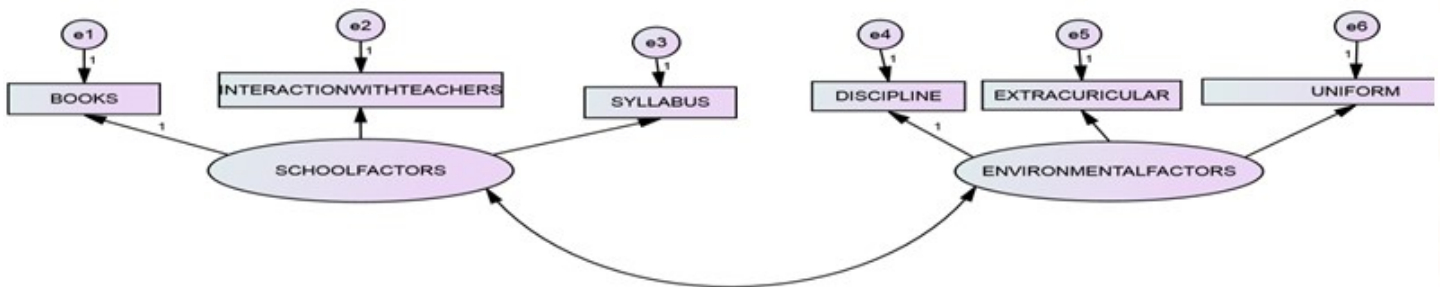 e1
e2
e3
e4
e5
e6
1
1
1
1
1
1
BOOKS
INTERACTIONWITHTEACHERS
SYLLABUS
DISCIPLINE
EXTRACURICULAR
UNIFORM
1
1
SCHOOLFACTORS
ENVIRONMENTALFACTORS